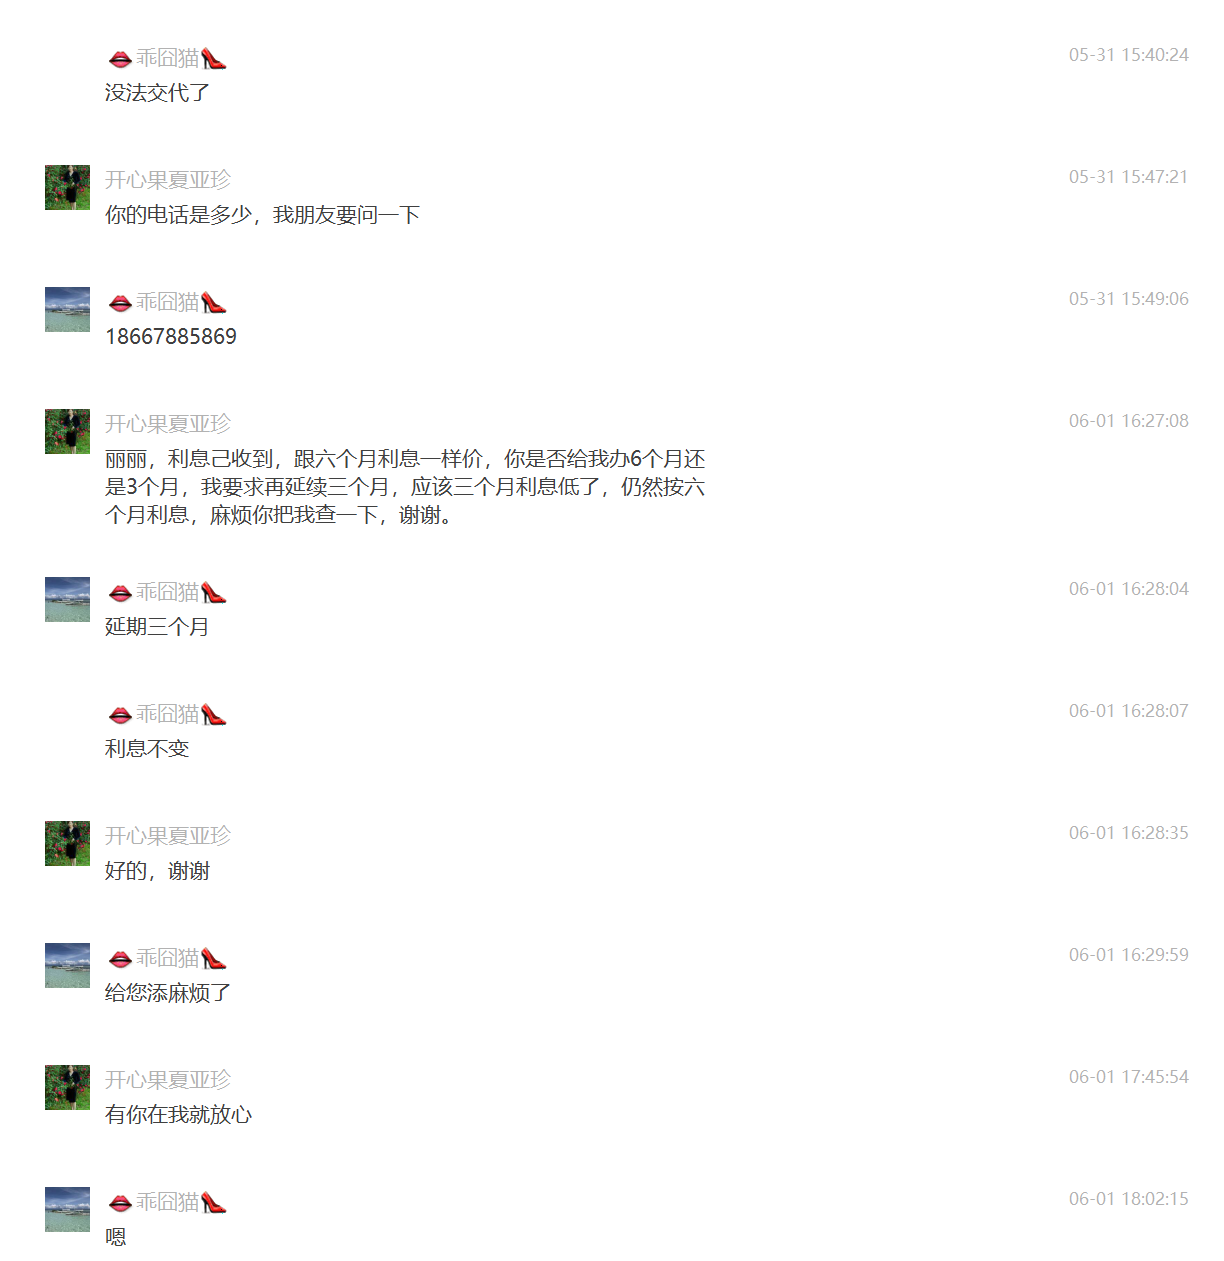 👄乖囧猫👠 05-31 15:40:24
没法交代了
开心果夏亚珍 05-31 15:47:21
你的电话是多少，我朋友要问一下
👄乖囧猫👠 05-31 15:49:06
18667885869
开心果夏亚珍 06-01 16:27:08
丽丽，利息己收到，跟六个月利息一样价，你是否给我办6个月还
是3个月，我要求再延续三个月，应该三个月利息低了，仍然按六
个月利息，麻烦你把我查一下，谢谢。
👄乖囧猫👠 06-01 16:28:04
延期三个月
👄乖囧猫👠 06-01 16:28:07
利息不变
开心果夏亚珍 06-01 16:28:35
好的，谢谢
👄乖囧猫👠 06-01 16:29:59
给您添麻烦了
开心果夏亚珍 06-01 17:45:54
有你在我就放心
👄乖囧猫👠 06-01 18:02:15
嗯